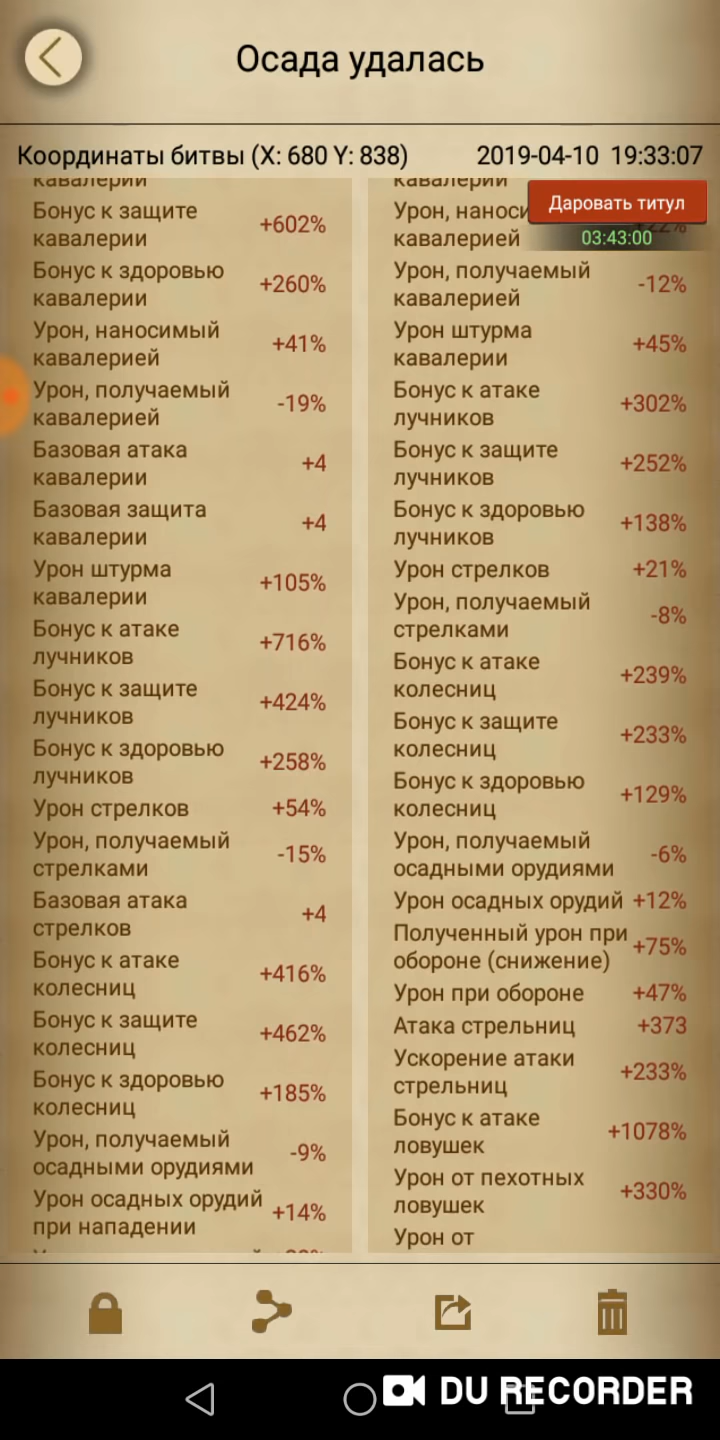 Осада удалась
Координаты битвы (X: 680 Y: 838) 2019-04-10 19:33:07
кавалерии
Бонус к защите
кавалерии +602%
Бонус к здоровью
кавалерии +260%
Урон, наносимый
кавалерией +41%
Урон, получаемый
кавалерией -19%
Базовая атака
кавалерии +4
Базовая защита
кавалерии +4
Урон штурма
кавалерии +105%
Бонус к атаке
лучников +716%
Бонус к защите
лучников +424%
Бонус к здоровью
лучников +258%
Урон стрелков +54%
Урон, получаемый
стрелками -15%
Базовая атака
стрелков +4
Бонус к атаке
колесниц +416%
Бонус к защите
колесниц +462%
Бонус к здоровью
колесниц +185%
Урон, получаемый
осадными орудиями -9%
Урон осадных орудий
при нападении +14%
кавалерии
Даровать титул
03:43:00
Урон, наноси
кавалерией +22%
Урон, получаемый
кавалерией -12%
Урон штурма
кавалерии +45%
Бонус к атаке
лучников +302%
Бонус к защите
лучников +252%
Бонус к здоровью
лучников +138%
Урон стрелков +21%
Урон, получаемый
стрелками -8%
Бонус к атаке
колесниц +239%
Бонус к защите
колесниц +233%
Бонус к здоровью
колесниц +129%
Урон, получаемый
осадными орудиями -6%
Урон осадных орудий +12%
Полученный урон при
обороне (снижение) +75%
Урон при обороне +47%
Атака стрельниц +373
Ускорение атаки
стрельниц +233%
Бонус к атаке
ловушек +1078%
Урон от пехотных
ловушек +330%
Урон от
DU RECORDER